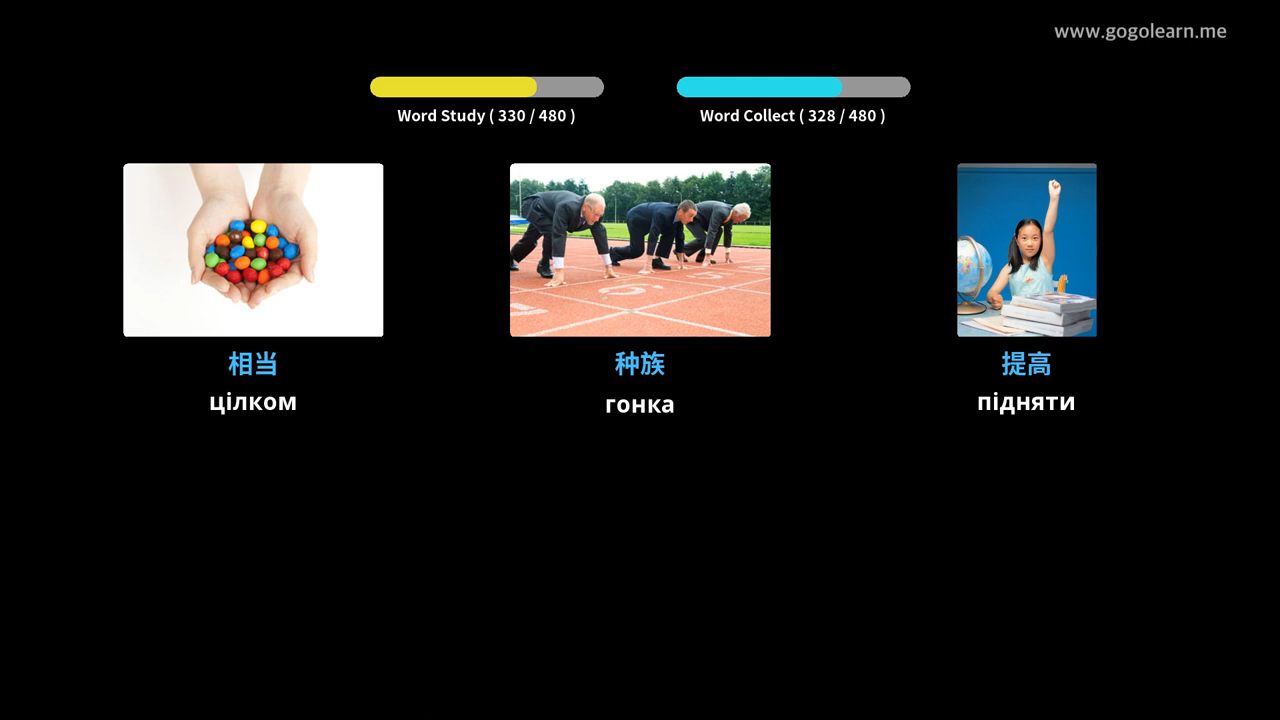 www.gogolearn.me
Word Study ( 330 / 480 )
Word Collect ( 328 / 480 )
相当
цілком
种族
гонка
提高
підняти